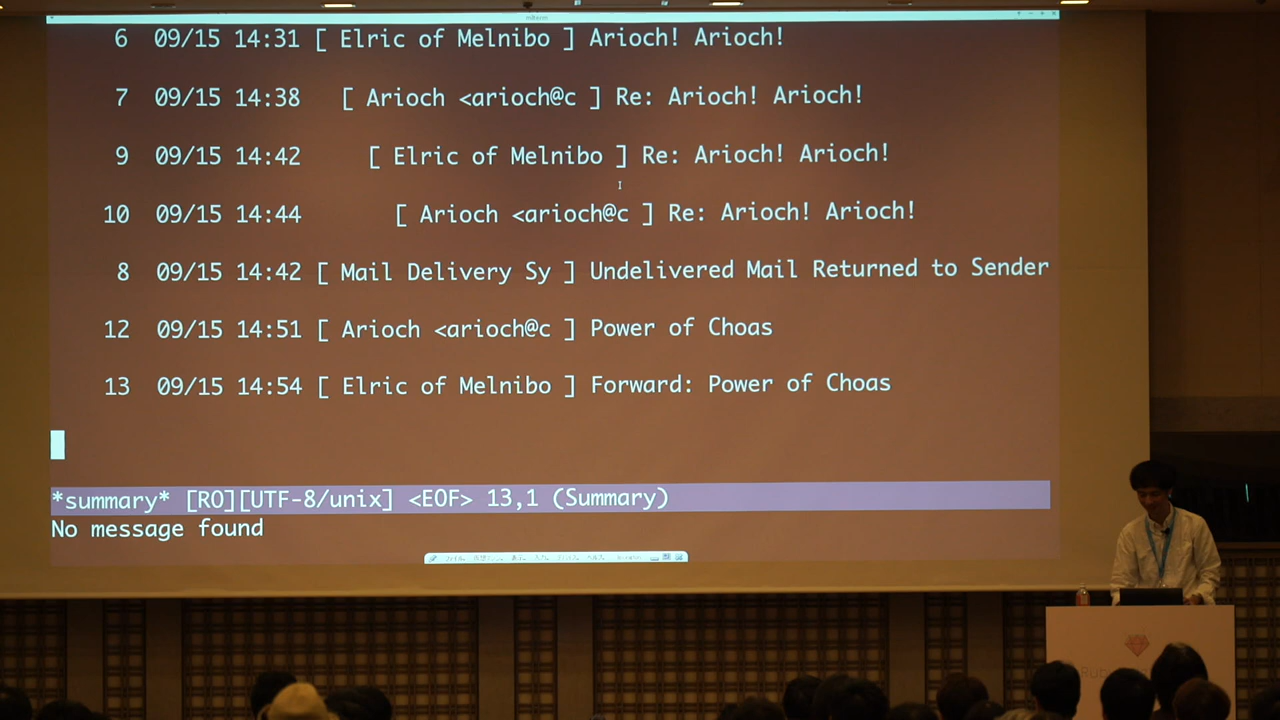 6 09/15 14:31 [ Elric of Melnibo ] Arioch! Arioch!
7 09/15 14:38 [ Arioch <arioch@c ] Re: Arioch! Arioch!
9 09/15 14:42 [ Elric of Melnibo ] Re: Arioch! Arioch!
10 09/15 14:44 [ Arioch <arioch@c ] Re: Arioch! Arioch!
8 09/15 14:42 [ Mail Delivery Sy ] Undelivered Mail Returned to Sender
12 09/15 14:51 [ Arioch <arioch@c ] Power of Choas
13 09/15 14:54 [ Elric of Melnibo ] Forward: Power of Choas
*summary* [RO][UTF-8/unix] <EOF> 13,1 (Summary)
No message found